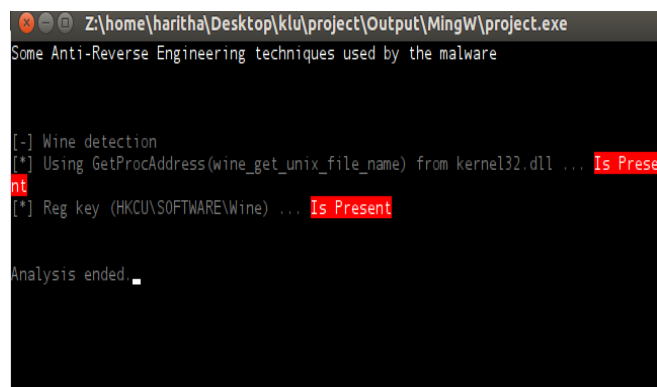 Z:\home\haritha\Desktop\klu\project\Output\MingW\project.exe
Some Anti-Reverse Engineering techniques used by the malware
[-] Wine detection
[*] Using GetProcAddress(wine_get_unix_file_name) from kernel32.dll ... Is Prese
nt
[*] Reg key (HKCU\SOFTWARE\Wine) ... Is Present
Analysis ended.